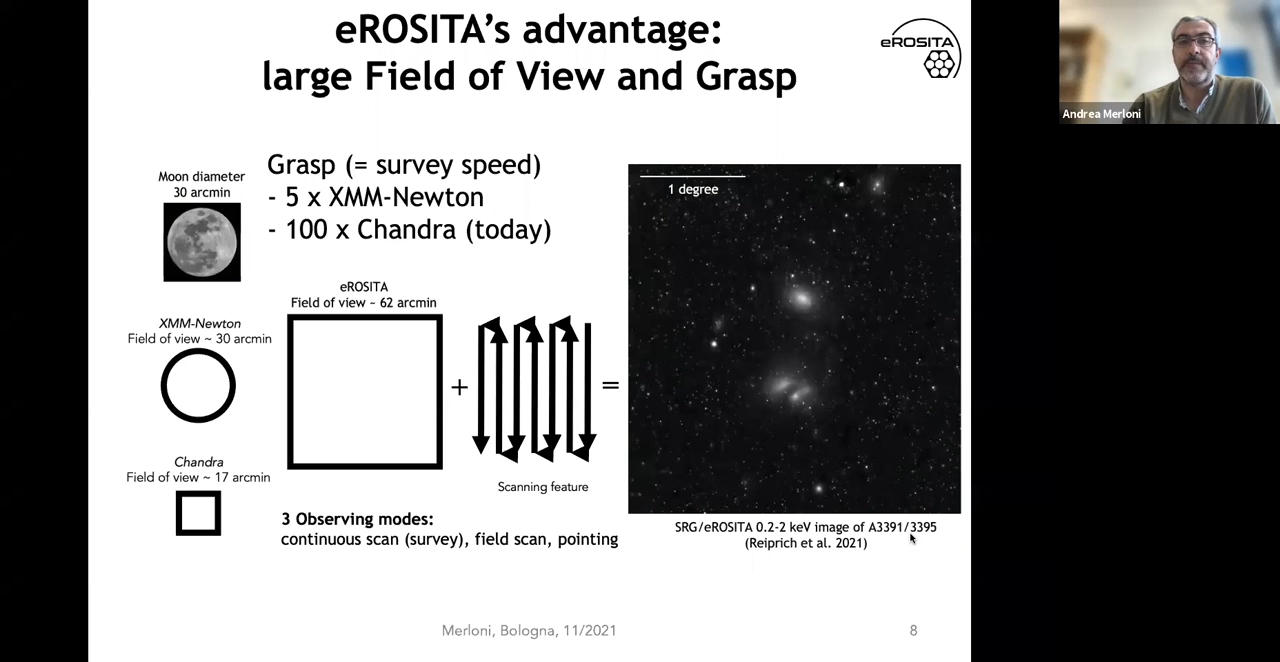 eROSITA's advantage:
large Field of View and Grasp
eROSITA
Andrea Merloni
Moon diameter
30 arcmin
Grasp (= survey speed)
- 5 x XMM-Newton
- 100 x Chandra (today)
1 degree
eROSITA
Field of view ~ 62 arcmin
XMM-Newton
Field of view ~ 30 arcmin
+
=
Chandra
Field of view ~ 17 arcmin
Scanning feature
3 Observing modes:
continuous scan (survey), field scan, pointing
SRG/eROSITA 0.2-2 keV image of A3391/3395
(Reiprich et al. 2021)
Merloni, Bologna, 11/2021
8